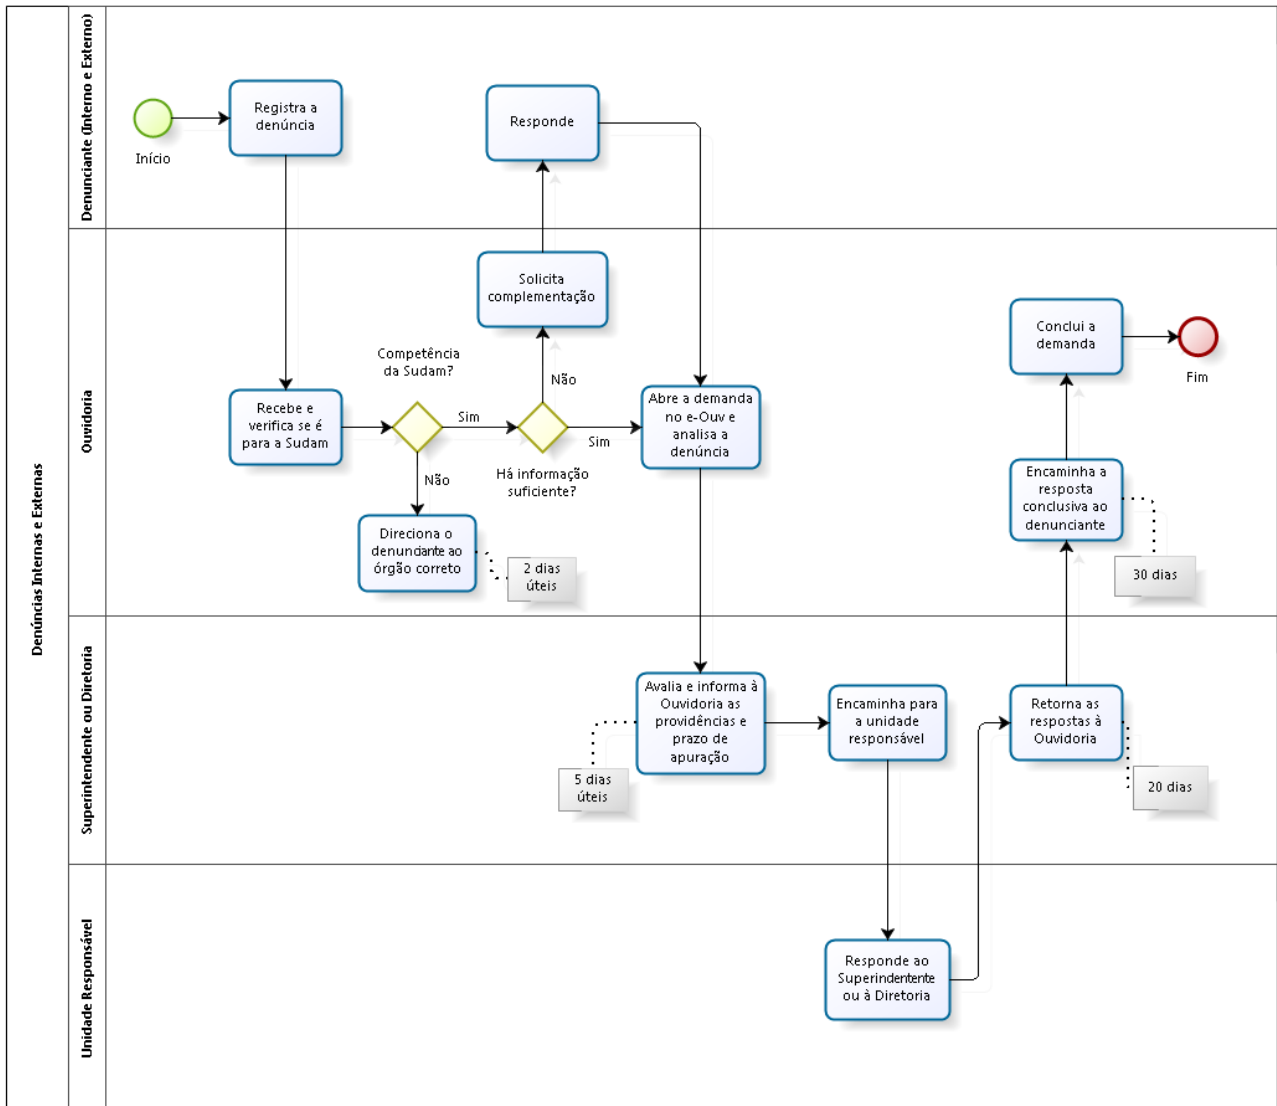 Denúncias Internas e Externas
Denunciante (Interno e Externo)
Início
Registra a
denúncia
Responde
Ouvidoria
Solicita
complementação
Recebe e
verifica se é
para a Sudam
Competência
da Sudam?
Sim
Não
Direciona o
denunciante ao
órgão correto
2 dias
úteis
Há informação
suficiente?
Não
Sim
Abre a demanda
no e-Ouv e
analisa a
denúncia
Conclui a
demanda
Fim
Encaminha a
resposta
conclusiva ao
denunciante
30 dias
Superintendente ou Diretoria
Avalia e informa à
Ouvidoria as
providências e
prazo de
apuração
5 dias
úteis
Encaminha para
a unidade
responsável
Retorna as
respostas à
Ouvidoria
20 dias
Unidade Responsável
Responde ao
Superindentente
ou à Diretoria